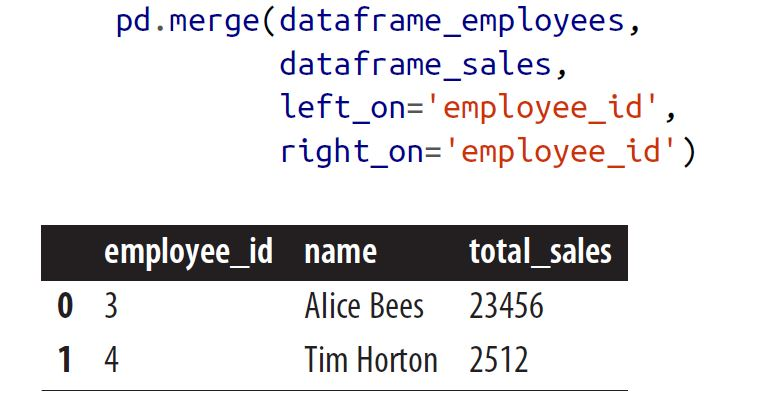 pd.merge(dataframe_employees,
dataframe_sales,
left_on='employee_id',
right_on='employee_id')
employee_id name total_sales
0 3 Alice Bees 23456
1 4 Tim Horton 2512